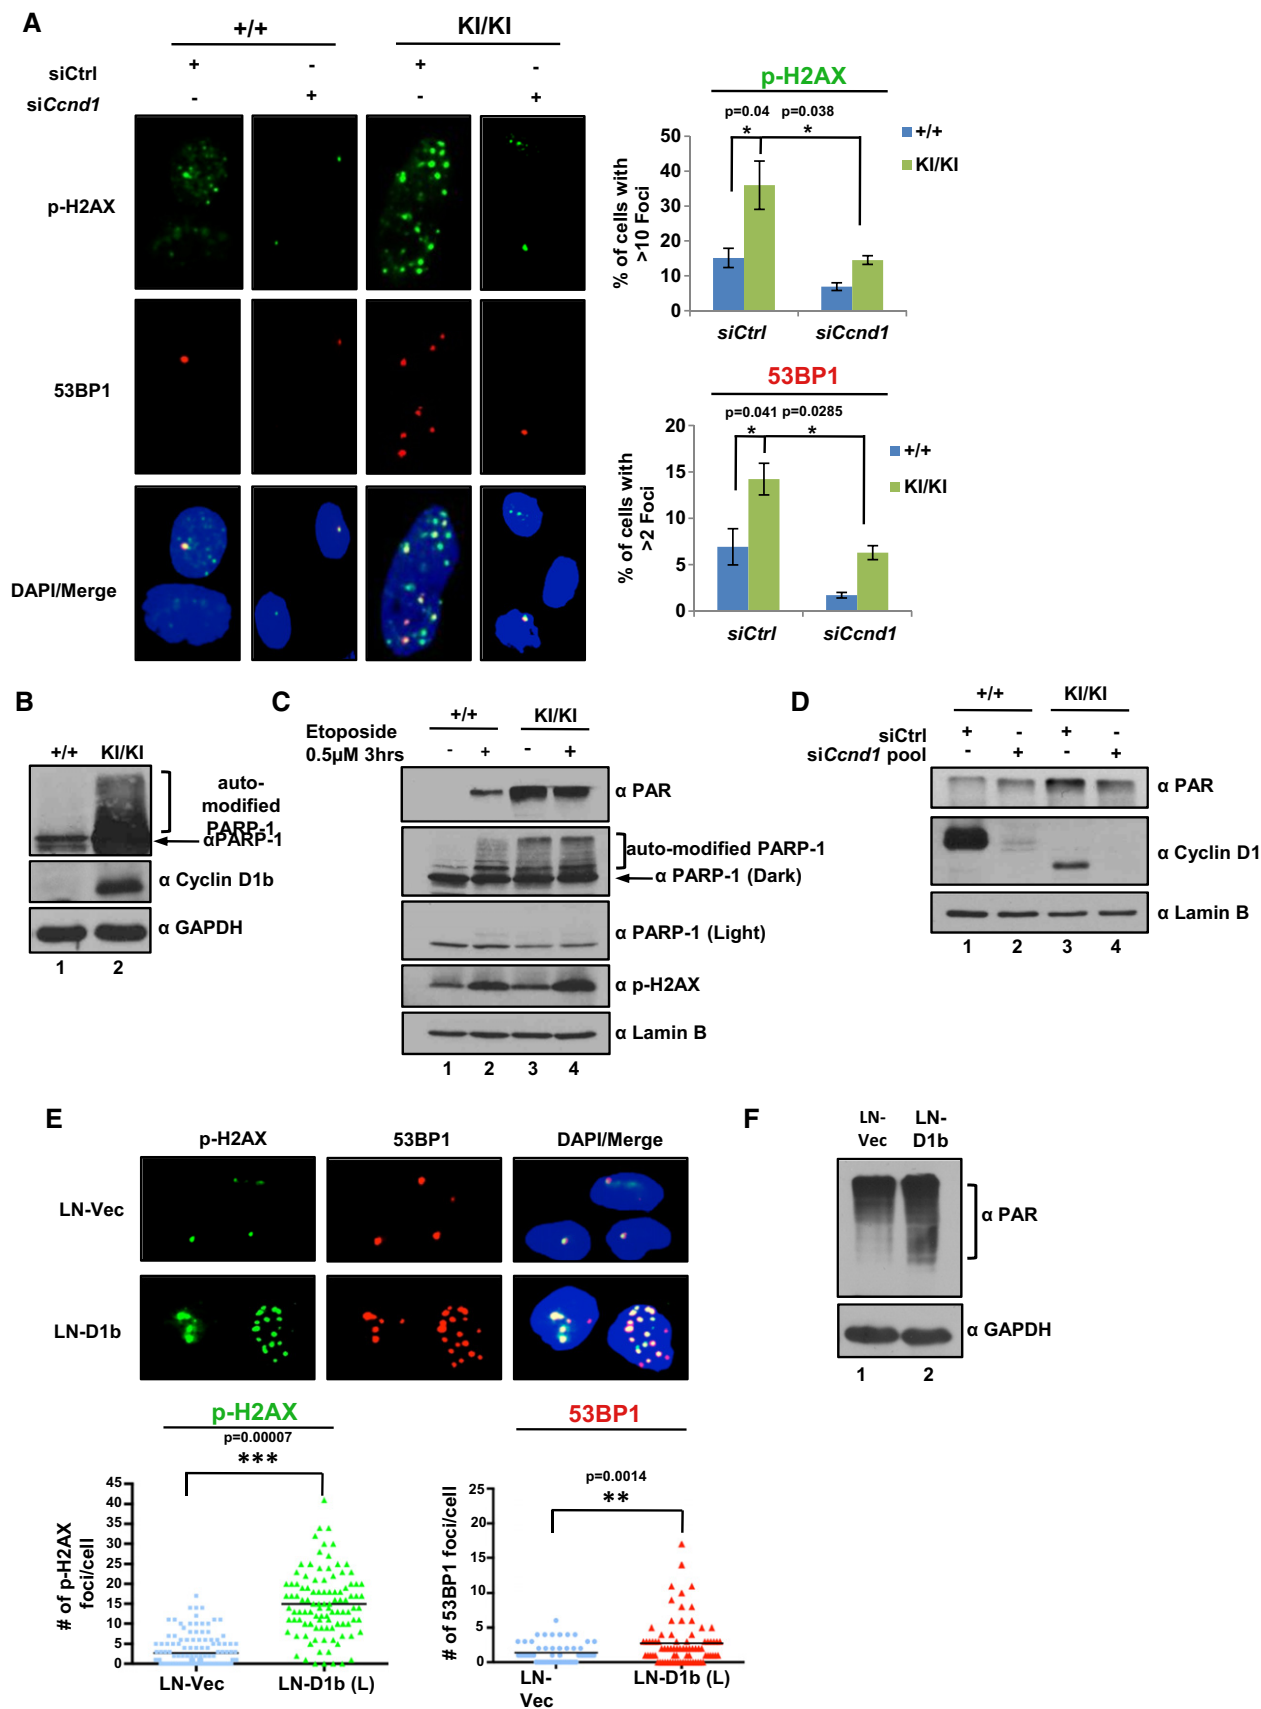 A
+/+
KI/KI
siCtrl
+ - + -
siCcnd1
- + - +
p-H2AX
53BP1
DAPI/Merge
p-H2AX
p=0.04 p=0.038
* *
% of cells with
>10 Foci
50
40
30
20
10
0
siCtrl
siCcnd1
+/+
KI/KI
53BP1
p=0.041 p=0.0285
* *
% of cells with
>2 Foci
20
15
10
5
0
siCtrl
siCcnd1
+/+
KI/KI
B
+/+
KI/KI
auto-
modified
PARP-1
αPARP-1
α Cyclin D1b
α GAPDH
1 2
C
+/+
KI/KI
Etoposide
0.5µM 3hrs
- + - +
α PAR
auto-modified PARP-1
α PARP-1 (Dark)
α PARP-1 (Light)
α p-H2AX
α Lamin B
1 2 3 4
D
+/+
KI/KI
siCtrl
+ - + -
siCcnd1 pool
- + - +
α PAR
α Cyclin D1
α Lamin B
1 2 3 4
E
p-H2AX
53BP1
DAPI/Merge
LN-Vec
LN-D1b
p-H2AX
p=0.00007
***
# of p-H2AX
foci/cell
45
40
35
30
25
20
15
10
5
0
LN-Vec
LN-D1b (L)
53BP1
p=0.0014
**
# of 53BP1 foci/cell
25
20
15
10
5
0
LN-
Vec
LN-D1b (L)
F
LN-
Vec
LN-
D1b
α PAR
α GAPDH
1 2